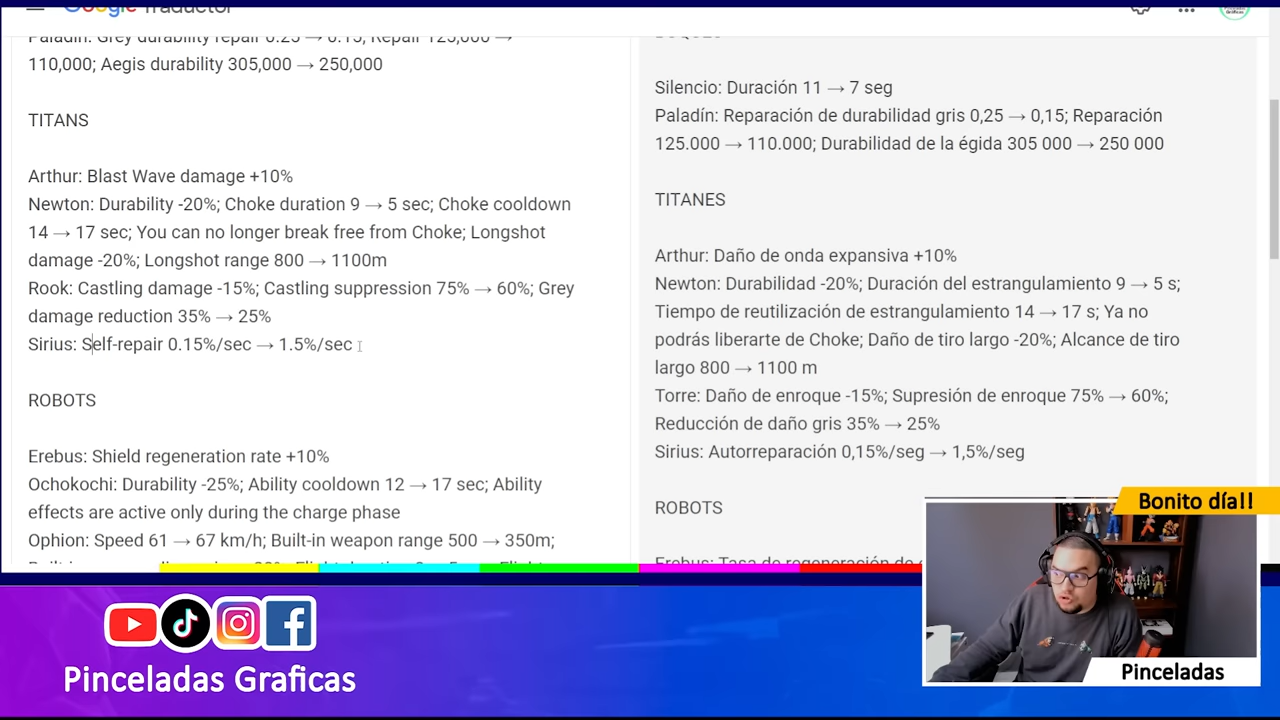 Google Traductor
Paladin: Grey durability repair 0.25 → 0.15; Repair 125,000 →
110,000; Aegis durability 305,000 → 250,000
TITANS
Arthur: Blast Wave damage +10%
Newton: Durability -20%; Choke duration 9 → 5 sec; Choke cooldown
14 → 17 sec; You can no longer break free from Choke; Longshot
damage -20%; Longshot range 800 → 1100m
Rook: Castling damage -15%; Castling suppression 75% → 60%; Grey
damage reduction 35% → 25%
Sirius: Self-repair 0.15%/sec → 1.5%/sec
ROBOTS
Erebus: Shield regeneration rate +10%
Ochokochi: Durability -25%; Ability cooldown 12 → 17 sec; Ability
effects are active only during the charge phase
Ophion: Speed 61 → 67 km/h; Built-in weapon range 500 → 350m;
Silencio: Duración 11 → 7 seg
Paladín: Reparación de durabilidad gris 0,25 → 0,15; Reparación
125.000 → 110.000; Durabilidad de la égida 305 000 → 250 000
TITANES
Arthur: Daño de onda expansiva +10%
Newton: Durabilidad -20%; Duración del estrangulamiento 9 → 5 s;
Tiempo de reutilización de estrangulamiento 14 → 17 s; Ya no
podrás liberarte de Choke; Daño de tiro largo -20%; Alcance de tiro
largo 800 → 1100 m
Torre: Daño de enroque -15%; Supresión de enroque 75% → 60%;
Reducción de daño gris 35% → 25%
Sirius: Autorreparación 0,15%/seg → 1,5%/seg
ROBOTS
Erebus: Tasa de regeneración de
Bonito día!!
Pinceladas
Pinceladas Graficas